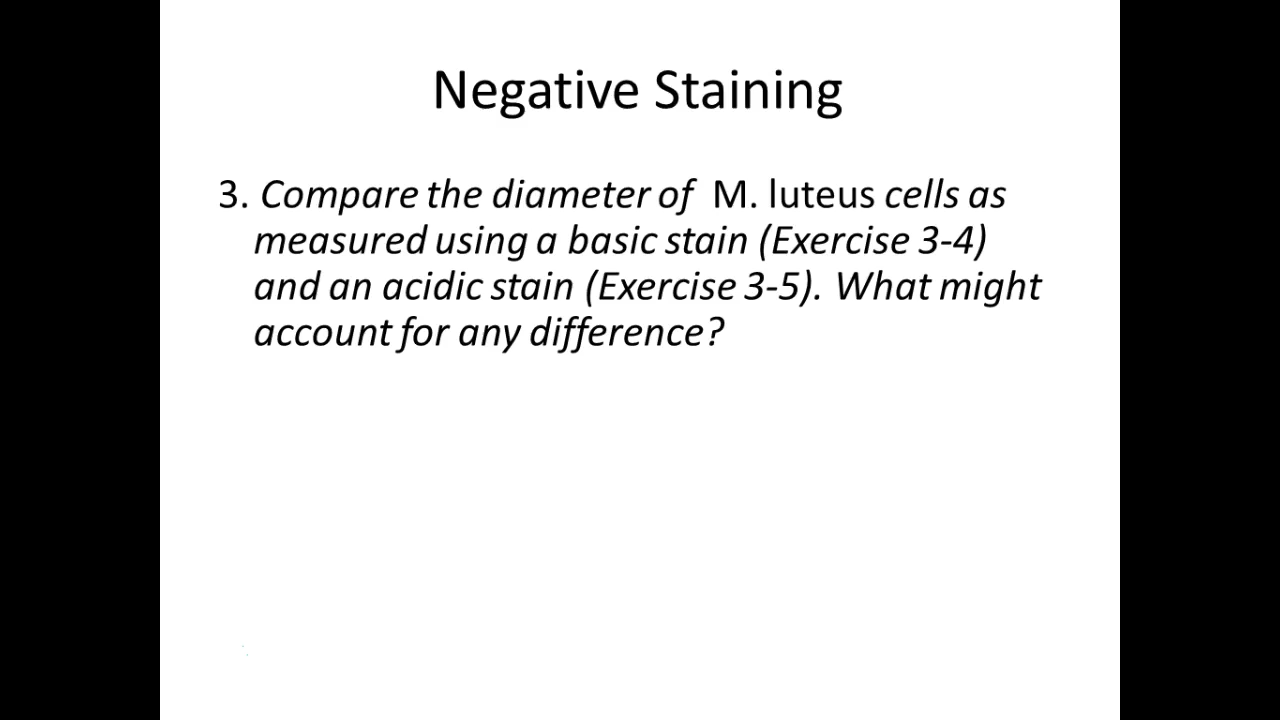 Negative Staining
3. Compare the diameter of M. luteus cells as
measured using a basic stain (Exercise 3-4)
and an acidic stain (Exercise 3-5). What might
account for any difference?